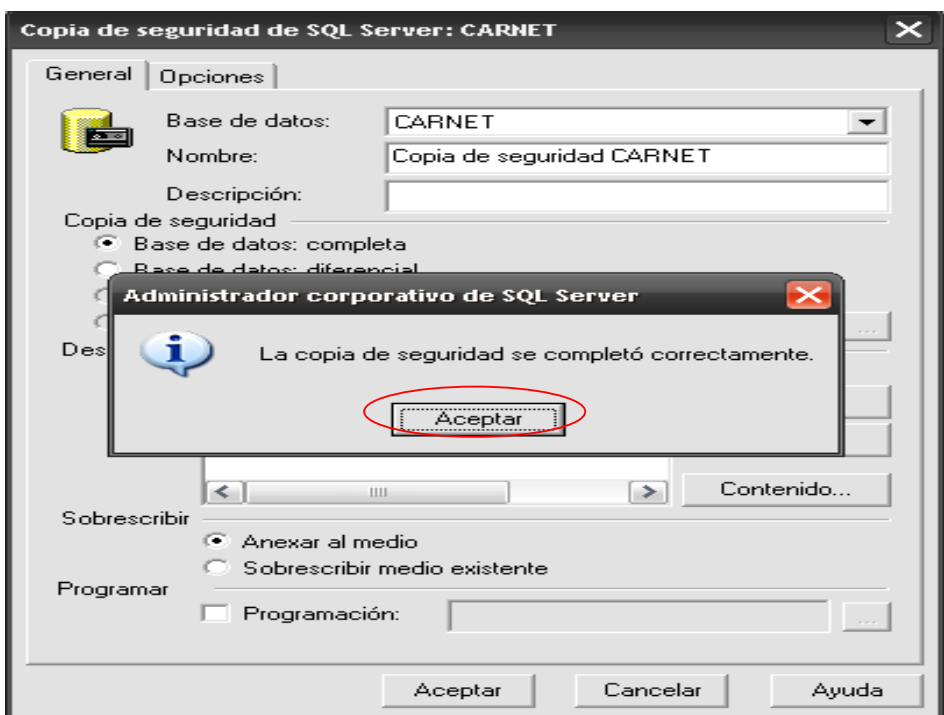 Copia de seguridad de SQL Server: CARNET
General Opciones
Base de datos: CARNET
Nombre: Copia de seguridad CARNET
Descripción:
Copia de seguridad
Base de datos: completa
Base de datos: diferencial
Administrador corporativo de SQL Server
...
Des
La copia de seguridad se completó correctamente.
Aceptar
Contenido...
Sobrescribir
Anexar al medio
Sobrescribir medio existente
Programar
Programación: ...
Aceptar Cancelar Ayuda